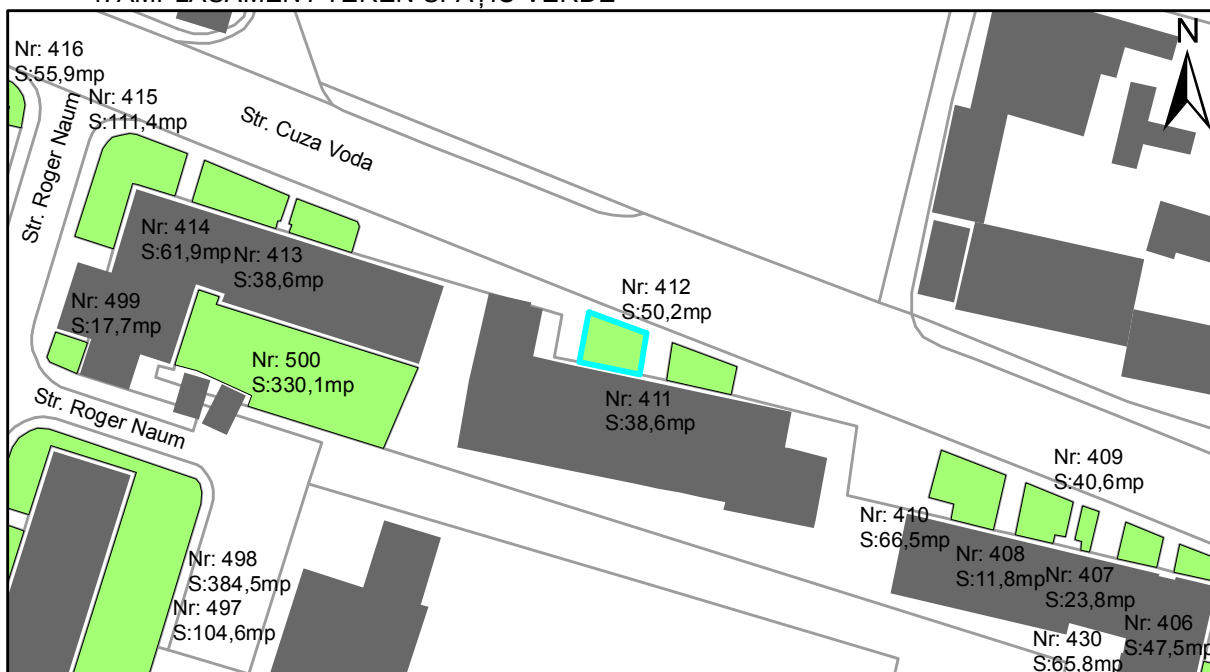 N
Nr: 416
S:55,9mp
Nr: 415
S:111,4mp
Str. Cuza Voda
Str. Roger Naum
Nr: 414
S:61,9mp
Nr: 413
S:38,6mp
Nr: 412
S:50,2mp
Nr: 499
S:17,7mp
Nr: 500
S:330,1mp
Nr: 411
S:38,6mp
Str. Roger Naum
Nr: 409
S:40,6mp
Nr: 410
S:66,5mp
Nr: 408
S:11,8mp
Nr: 407
S:23,8mp
Nr: 406
S:47,5mp
Nr: 498
S:384,5mp
Nr: 497
S:104,6mp
Nr: 430
S:65,8mp